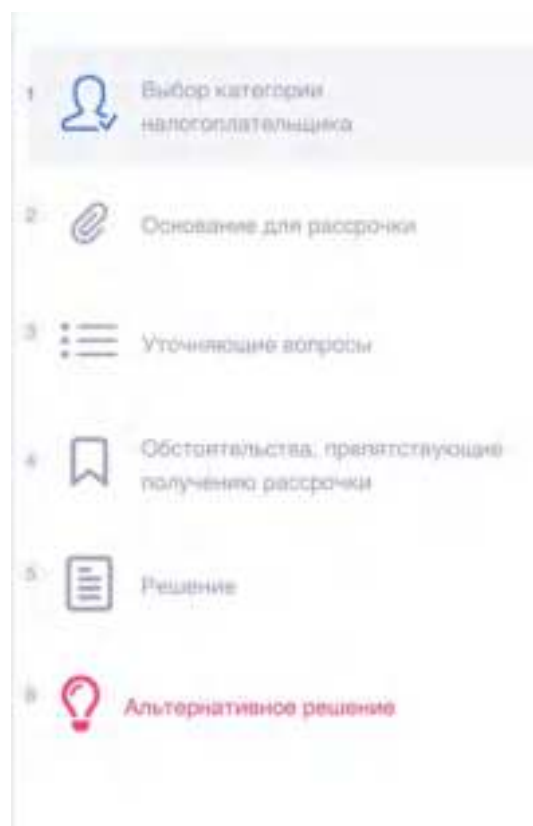 1 Выбор категории
налогоплательщика
2 Основание для рассрочки
3 Уточняющие вопросы
4 Обстоятельства, препятствующие
получению рассрочки
5 Решение
6 Альтернативное решение